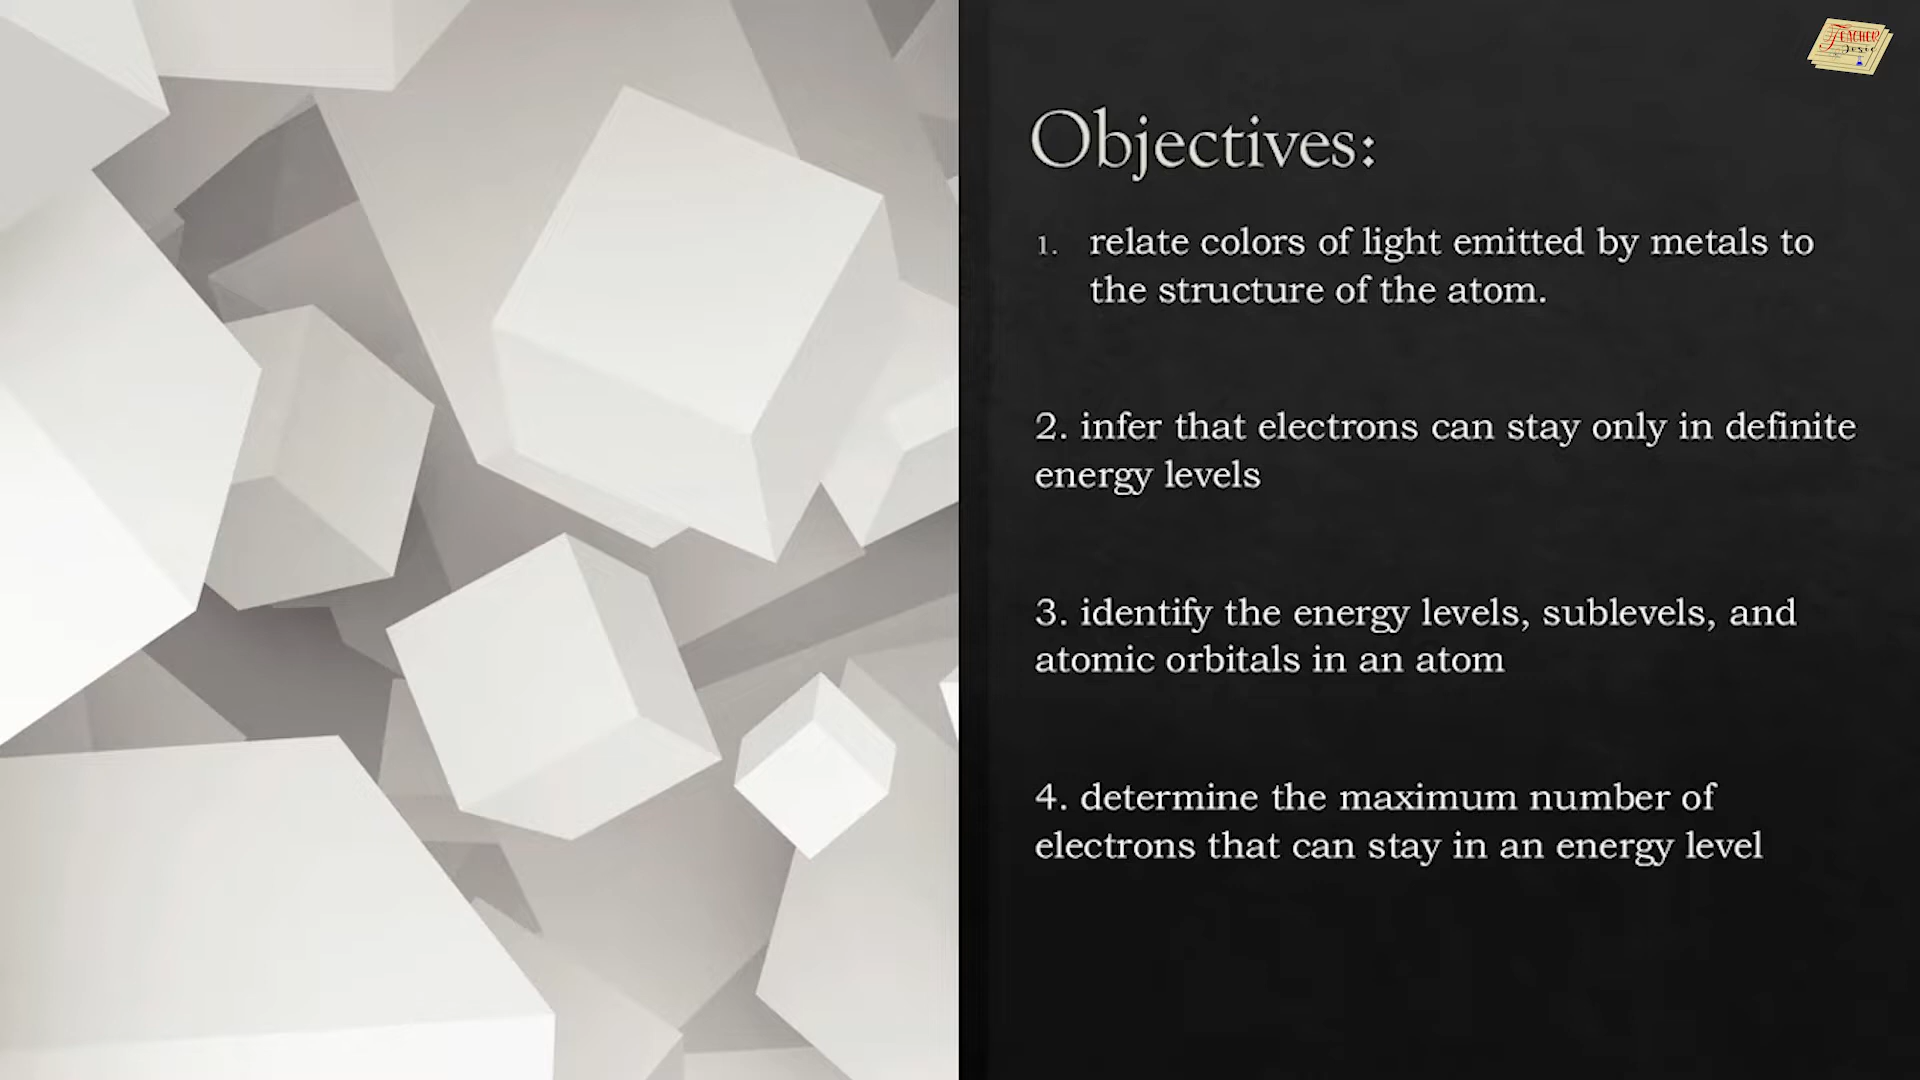 TEACHER
Josie
Objectives:
1. relate colors of light emitted by metals to
the structure of the atom.
2. infer that electrons can stay only in definite
energy levels
3. identify the energy levels, sublevels, and
atomic orbitals in an atom
4. determine the maximum number of
electrons that can stay in an energy level